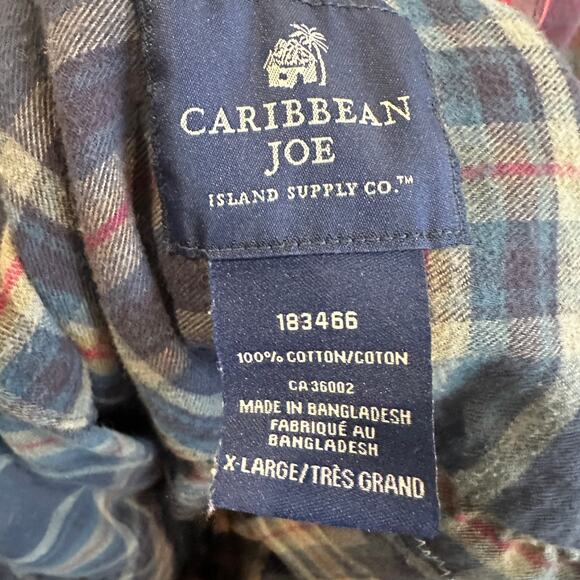 CARIBBEAN
JOE
ISLAND SUPPLY CO.™
183466
100% COTTON/COTON
CA 36002
MADE IN BANGLADESH
FABRIQUÉ AU
BANGLADESH
X-LARGE/TRÈS GRAND